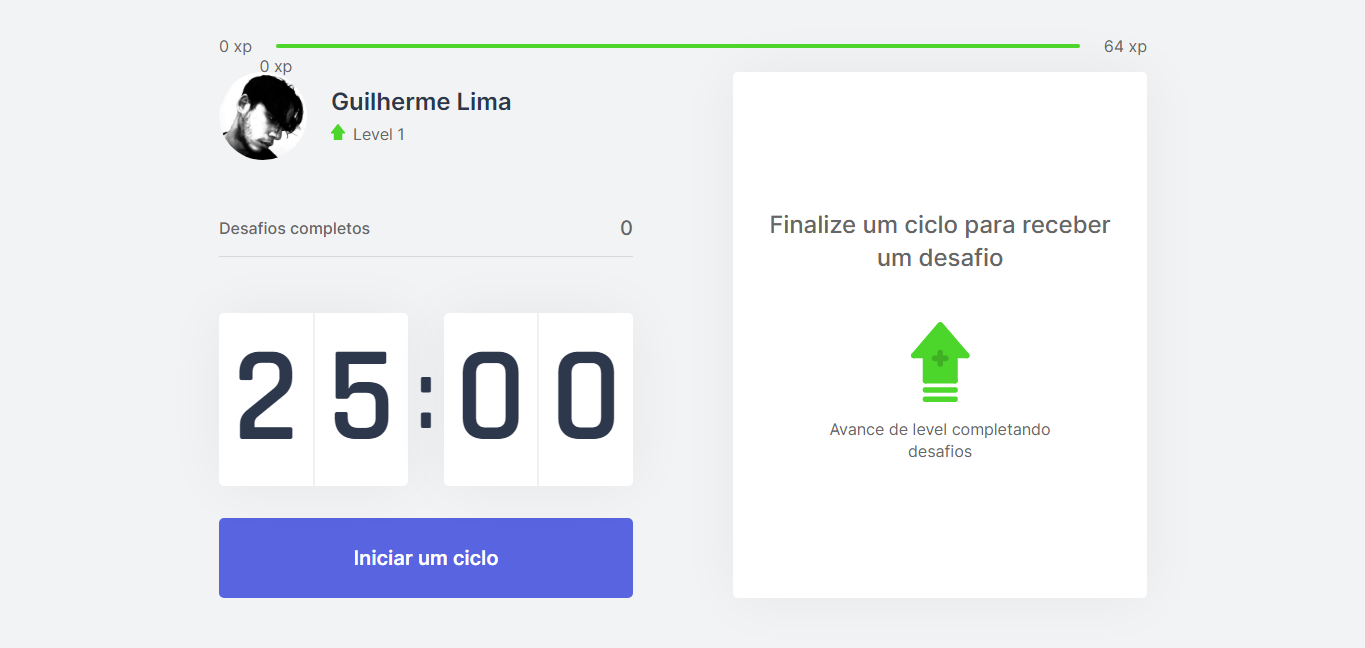 0 xp
64 xp
0 xp
Guilherme Lima
Level 1
Desafios completos
0
25:00
Iniciar um ciclo
Finalize um ciclo para receber
um desafio
Avance de level completando
desafios